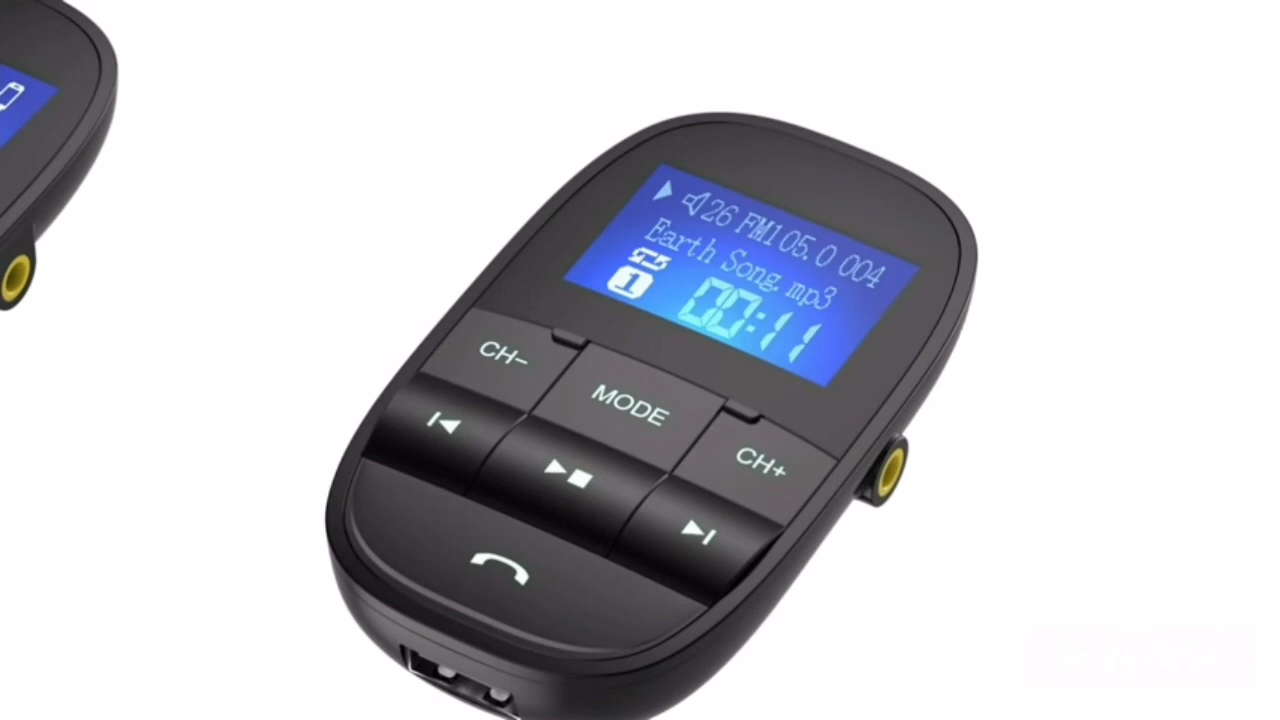 26 FM105.0 004
Earth Song.mp3
1 00:11
CH−
MODE
CH+